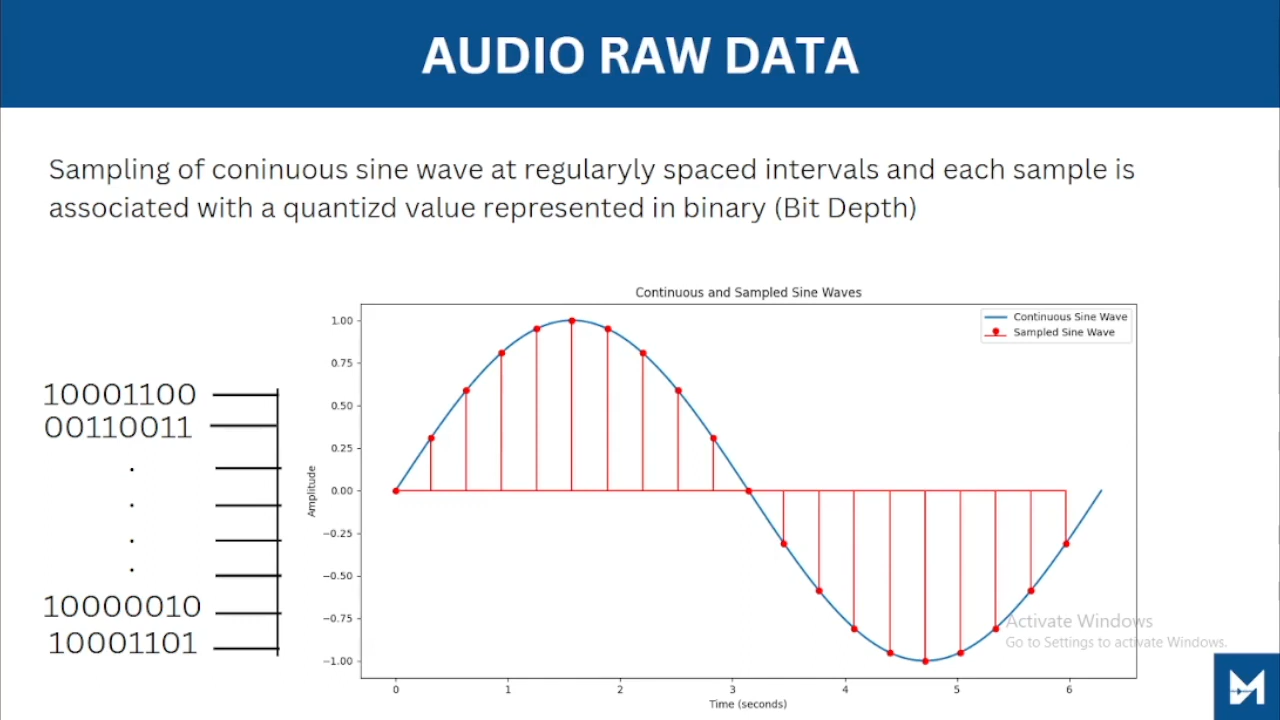 AUDIO RAW DATA
Sampling of coninuous sine wave at regularyly spaced intervals and each sample is
associated with a quantizd value represented in binary (Bit Depth)
Continuous and Sampled Sine Waves
Continuous Sine Wave
Sampled Sine Wave
1.00
0.75
0.50
0.25
0.00
−0.25
−0.50
−0.75
−1.00
Amplitude
10001100
00110011
.
.
.
.
10000010
10001101
0 1 2 3 4 5 6
Time (seconds)
Activate Windows
Go to Settings to activate Windows.